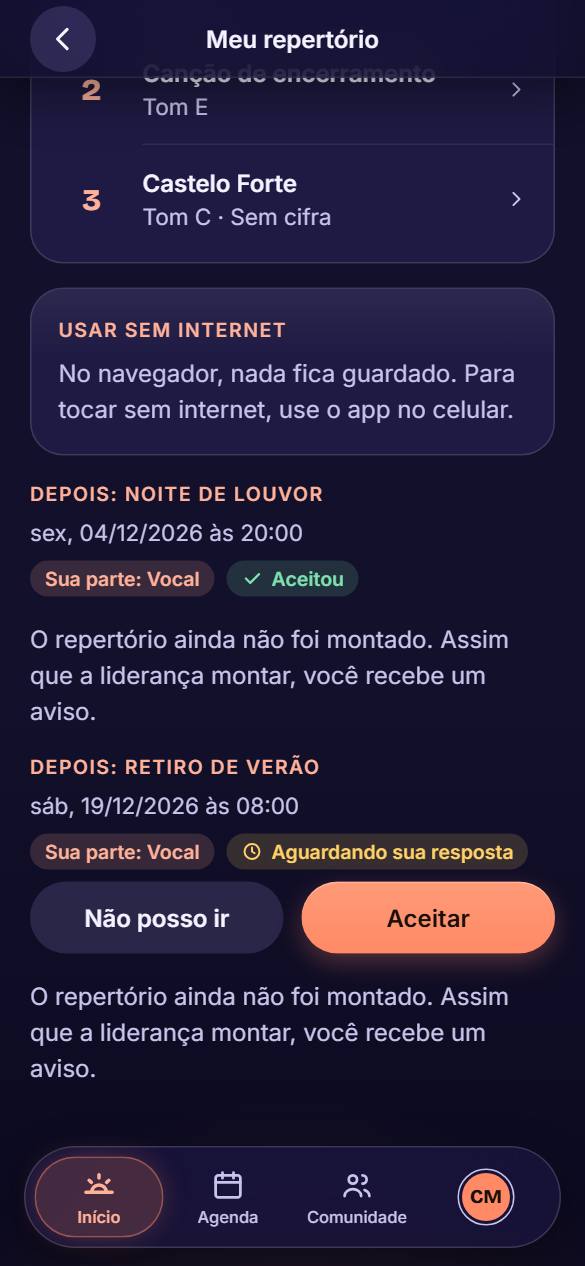 Meu repertório
Canção de encerramento
2
Tom E
3
Castelo Forte
Tom C · Sem cifra
USAR SEM INTERNET
No navegador, nada fica guardado. Para
tocar sem internet, use o app no celular.
DEPOIS: NOITE DE LOUVOR
sex, 04/12/2026 às 20:00
Sua parte: Vocal
Aceitou
O repertório ainda não foi montado. Assim
que a liderança montar, você recebe um
aviso.
DEPOIS: RETIRO DE VERÃO
sáb, 19/12/2026 às 08:00
Sua parte: Vocal
Aguardando sua resposta
Não posso ir
Aceitar
O repertório ainda não foi montado. Assim
que a liderança montar, você recebe um
aviso.
Início
Agenda
Comunidade
CM